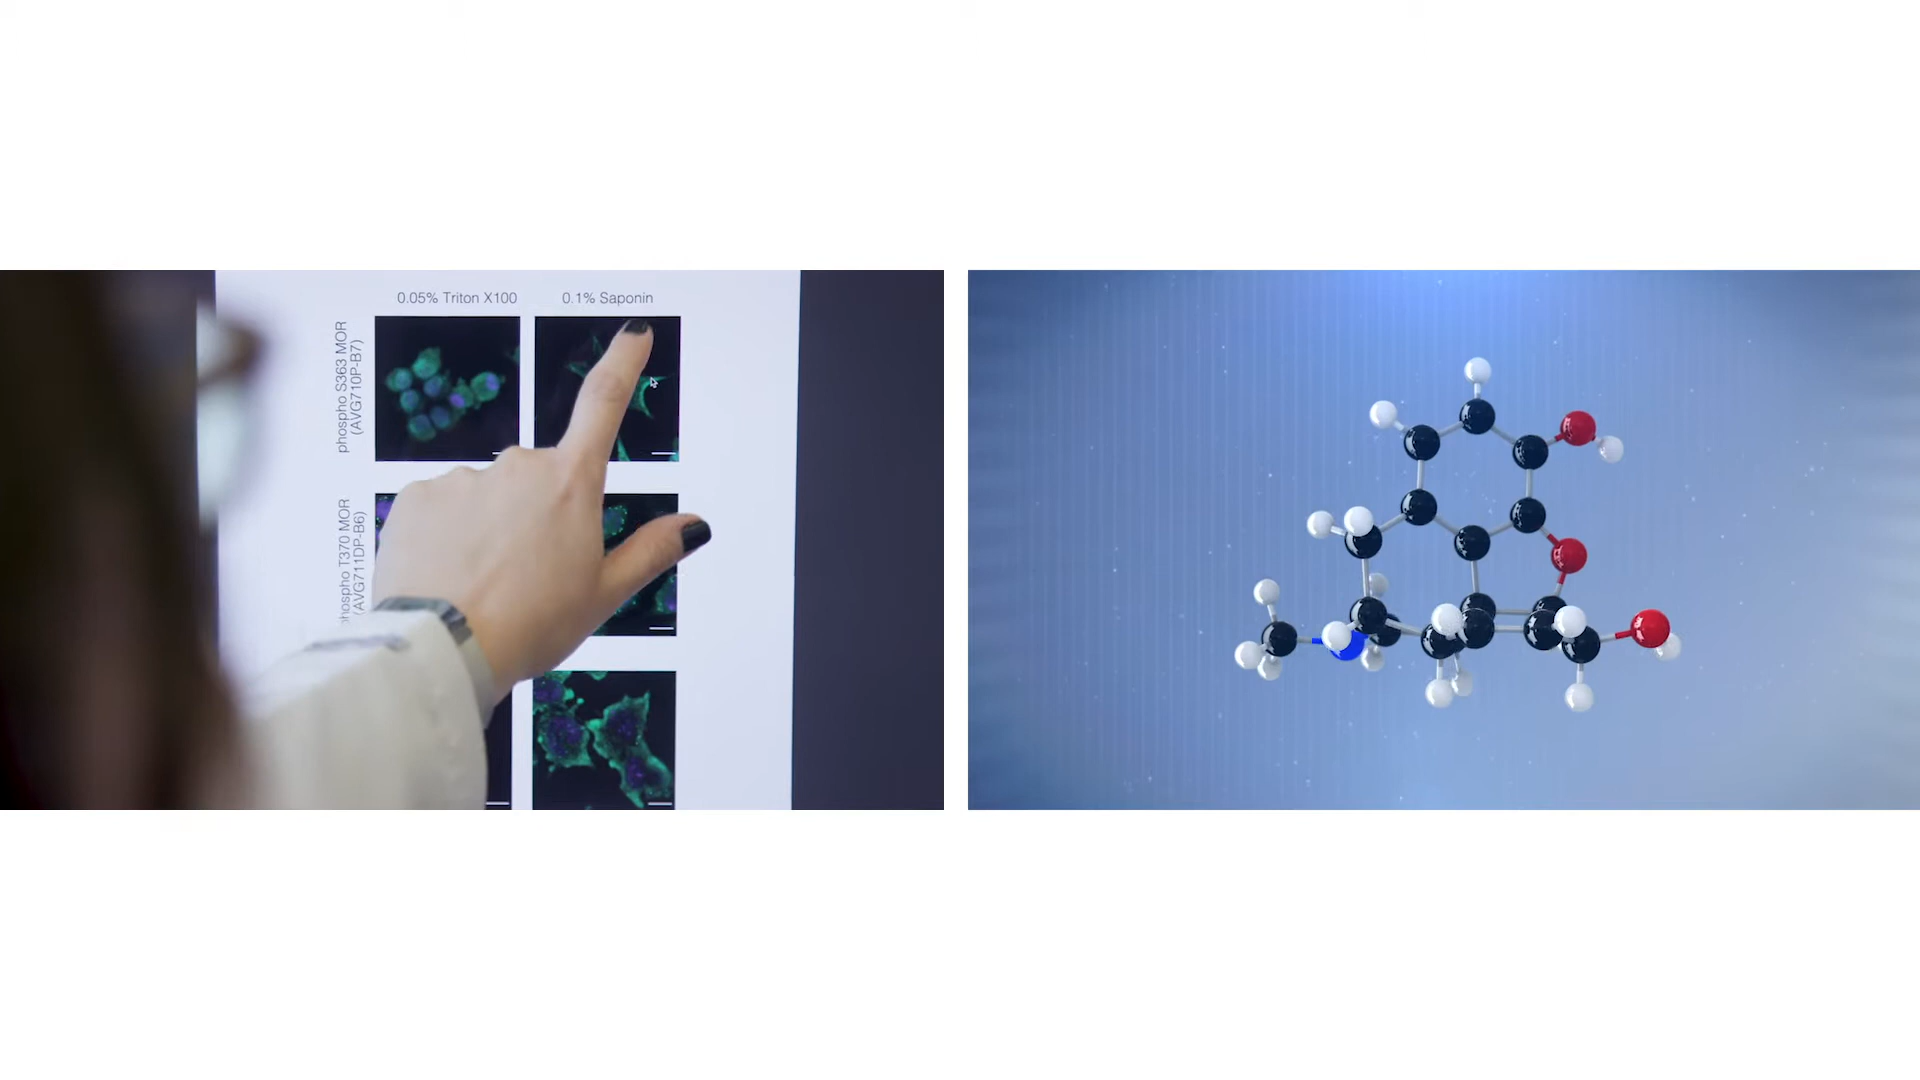 0.05% Triton X100
0.1% Saponin
phospho S363 MOR
(AVG710P-B7)
phospho T370 MOR
(AVG711DP-B6)